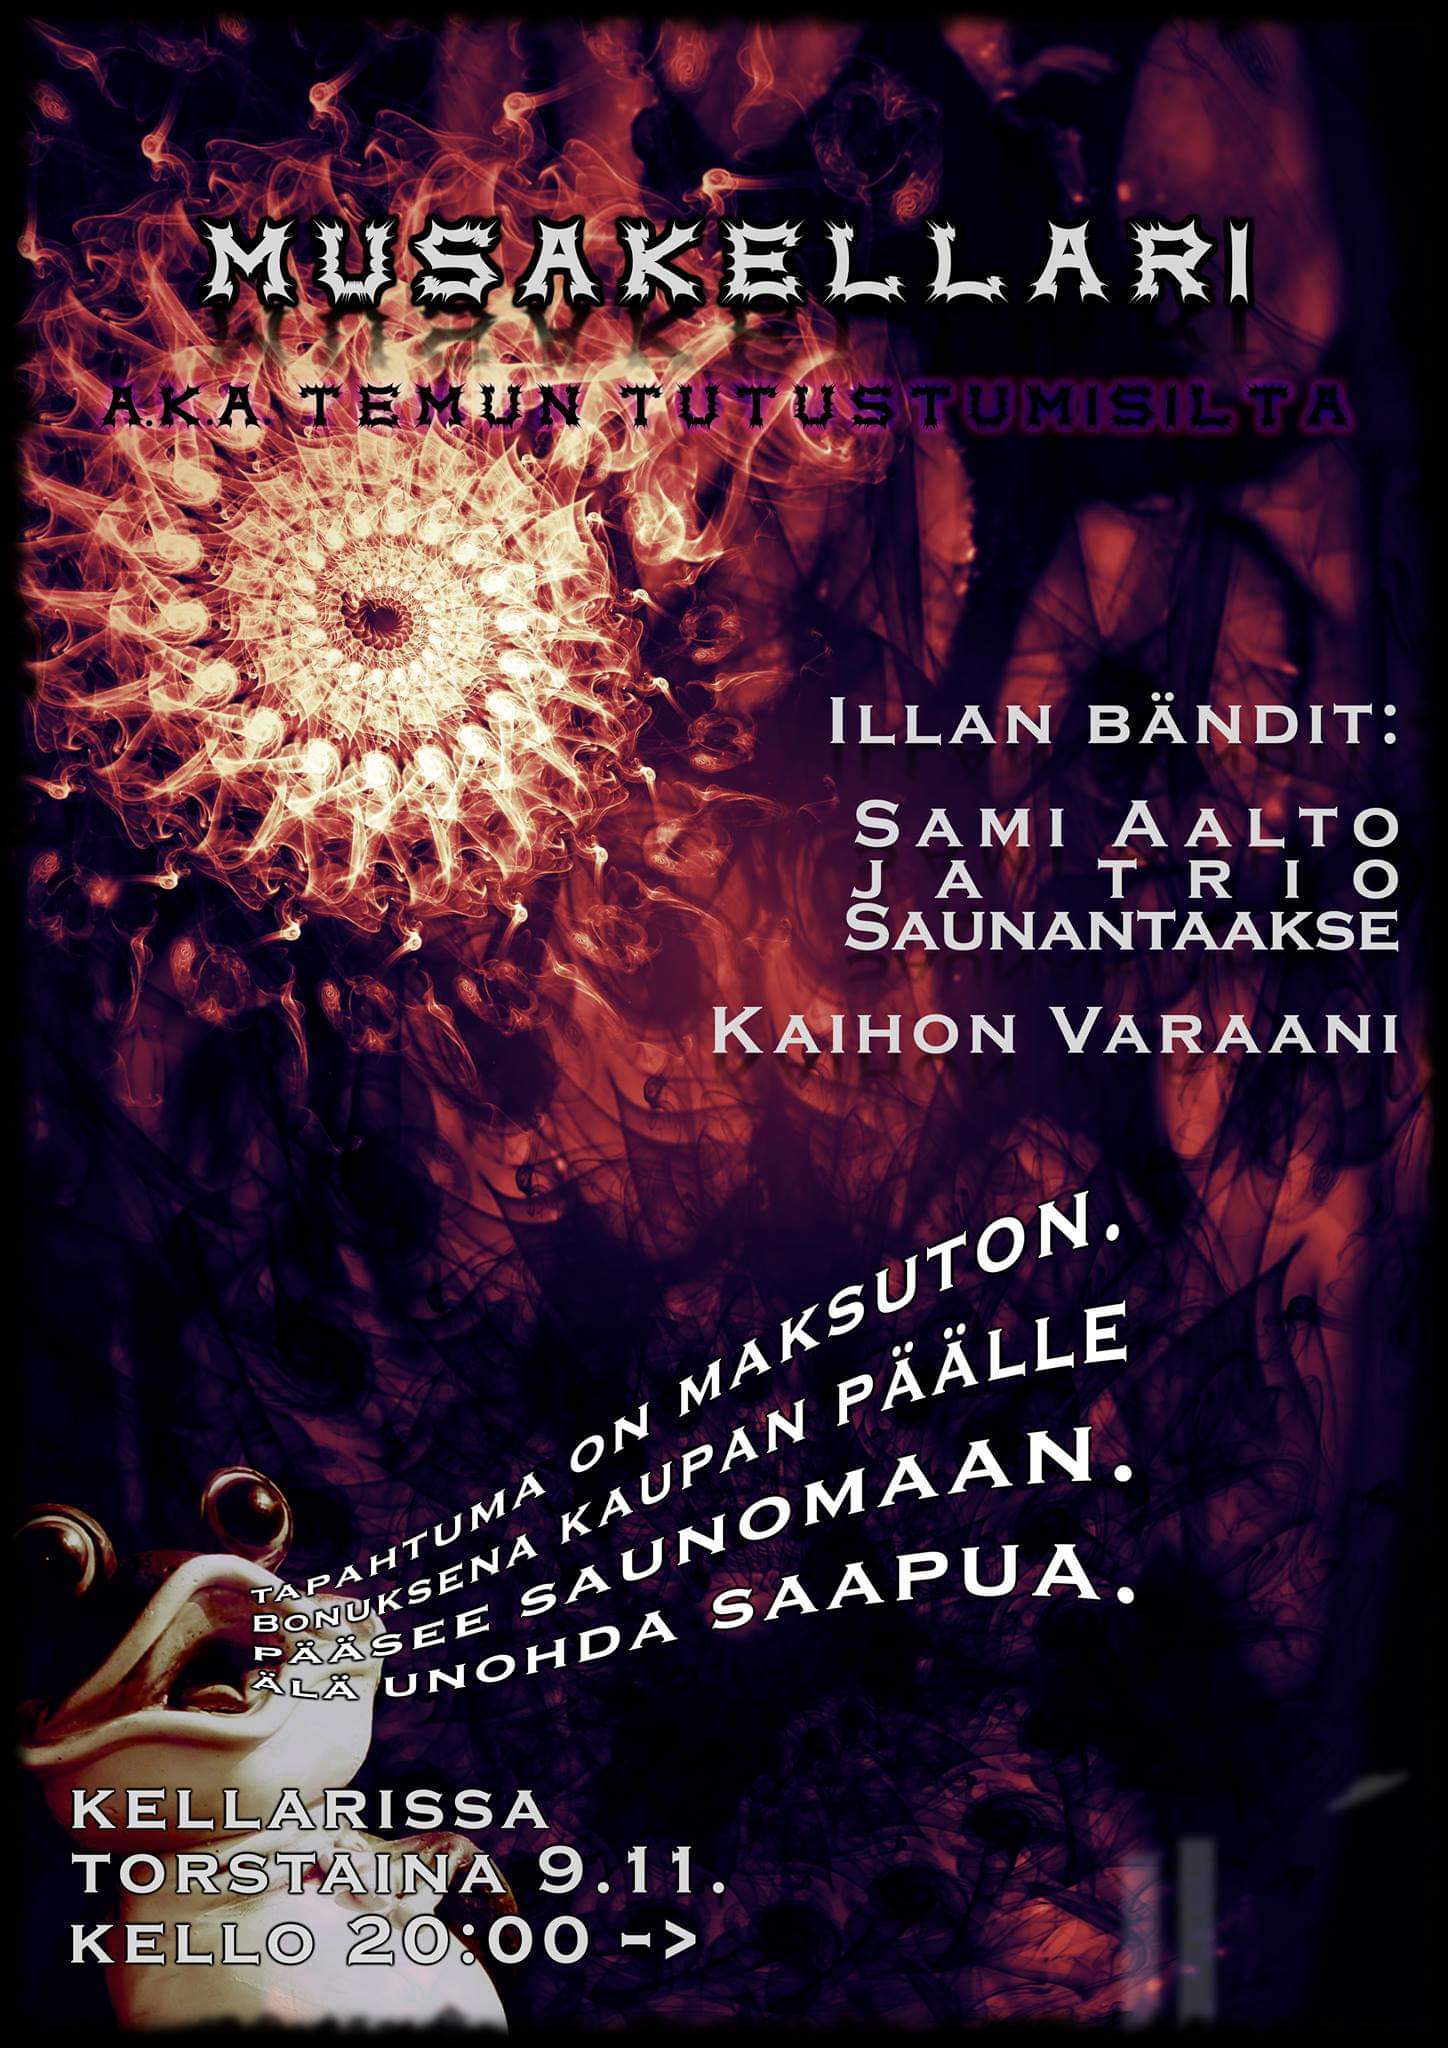 MUSAKELLARI
A.K.A. TEMUN TUTUSTUMISILTA
ILLAN BÄNDIT:
SAMI AALTO
JA TRIO
SAUNANTAAKSE
KAIHON VARAANI
TAPAHTUMA ON MAKSUTON.
BONUKSENA KAUPAN PÄÄLLE
PÄÄSEE SAUNOMAAN.
ÄLÄ UNOHDA SAAPUA.
KELLARISSA
TORSTAINA 9.11.
KELLO 20:00 ->